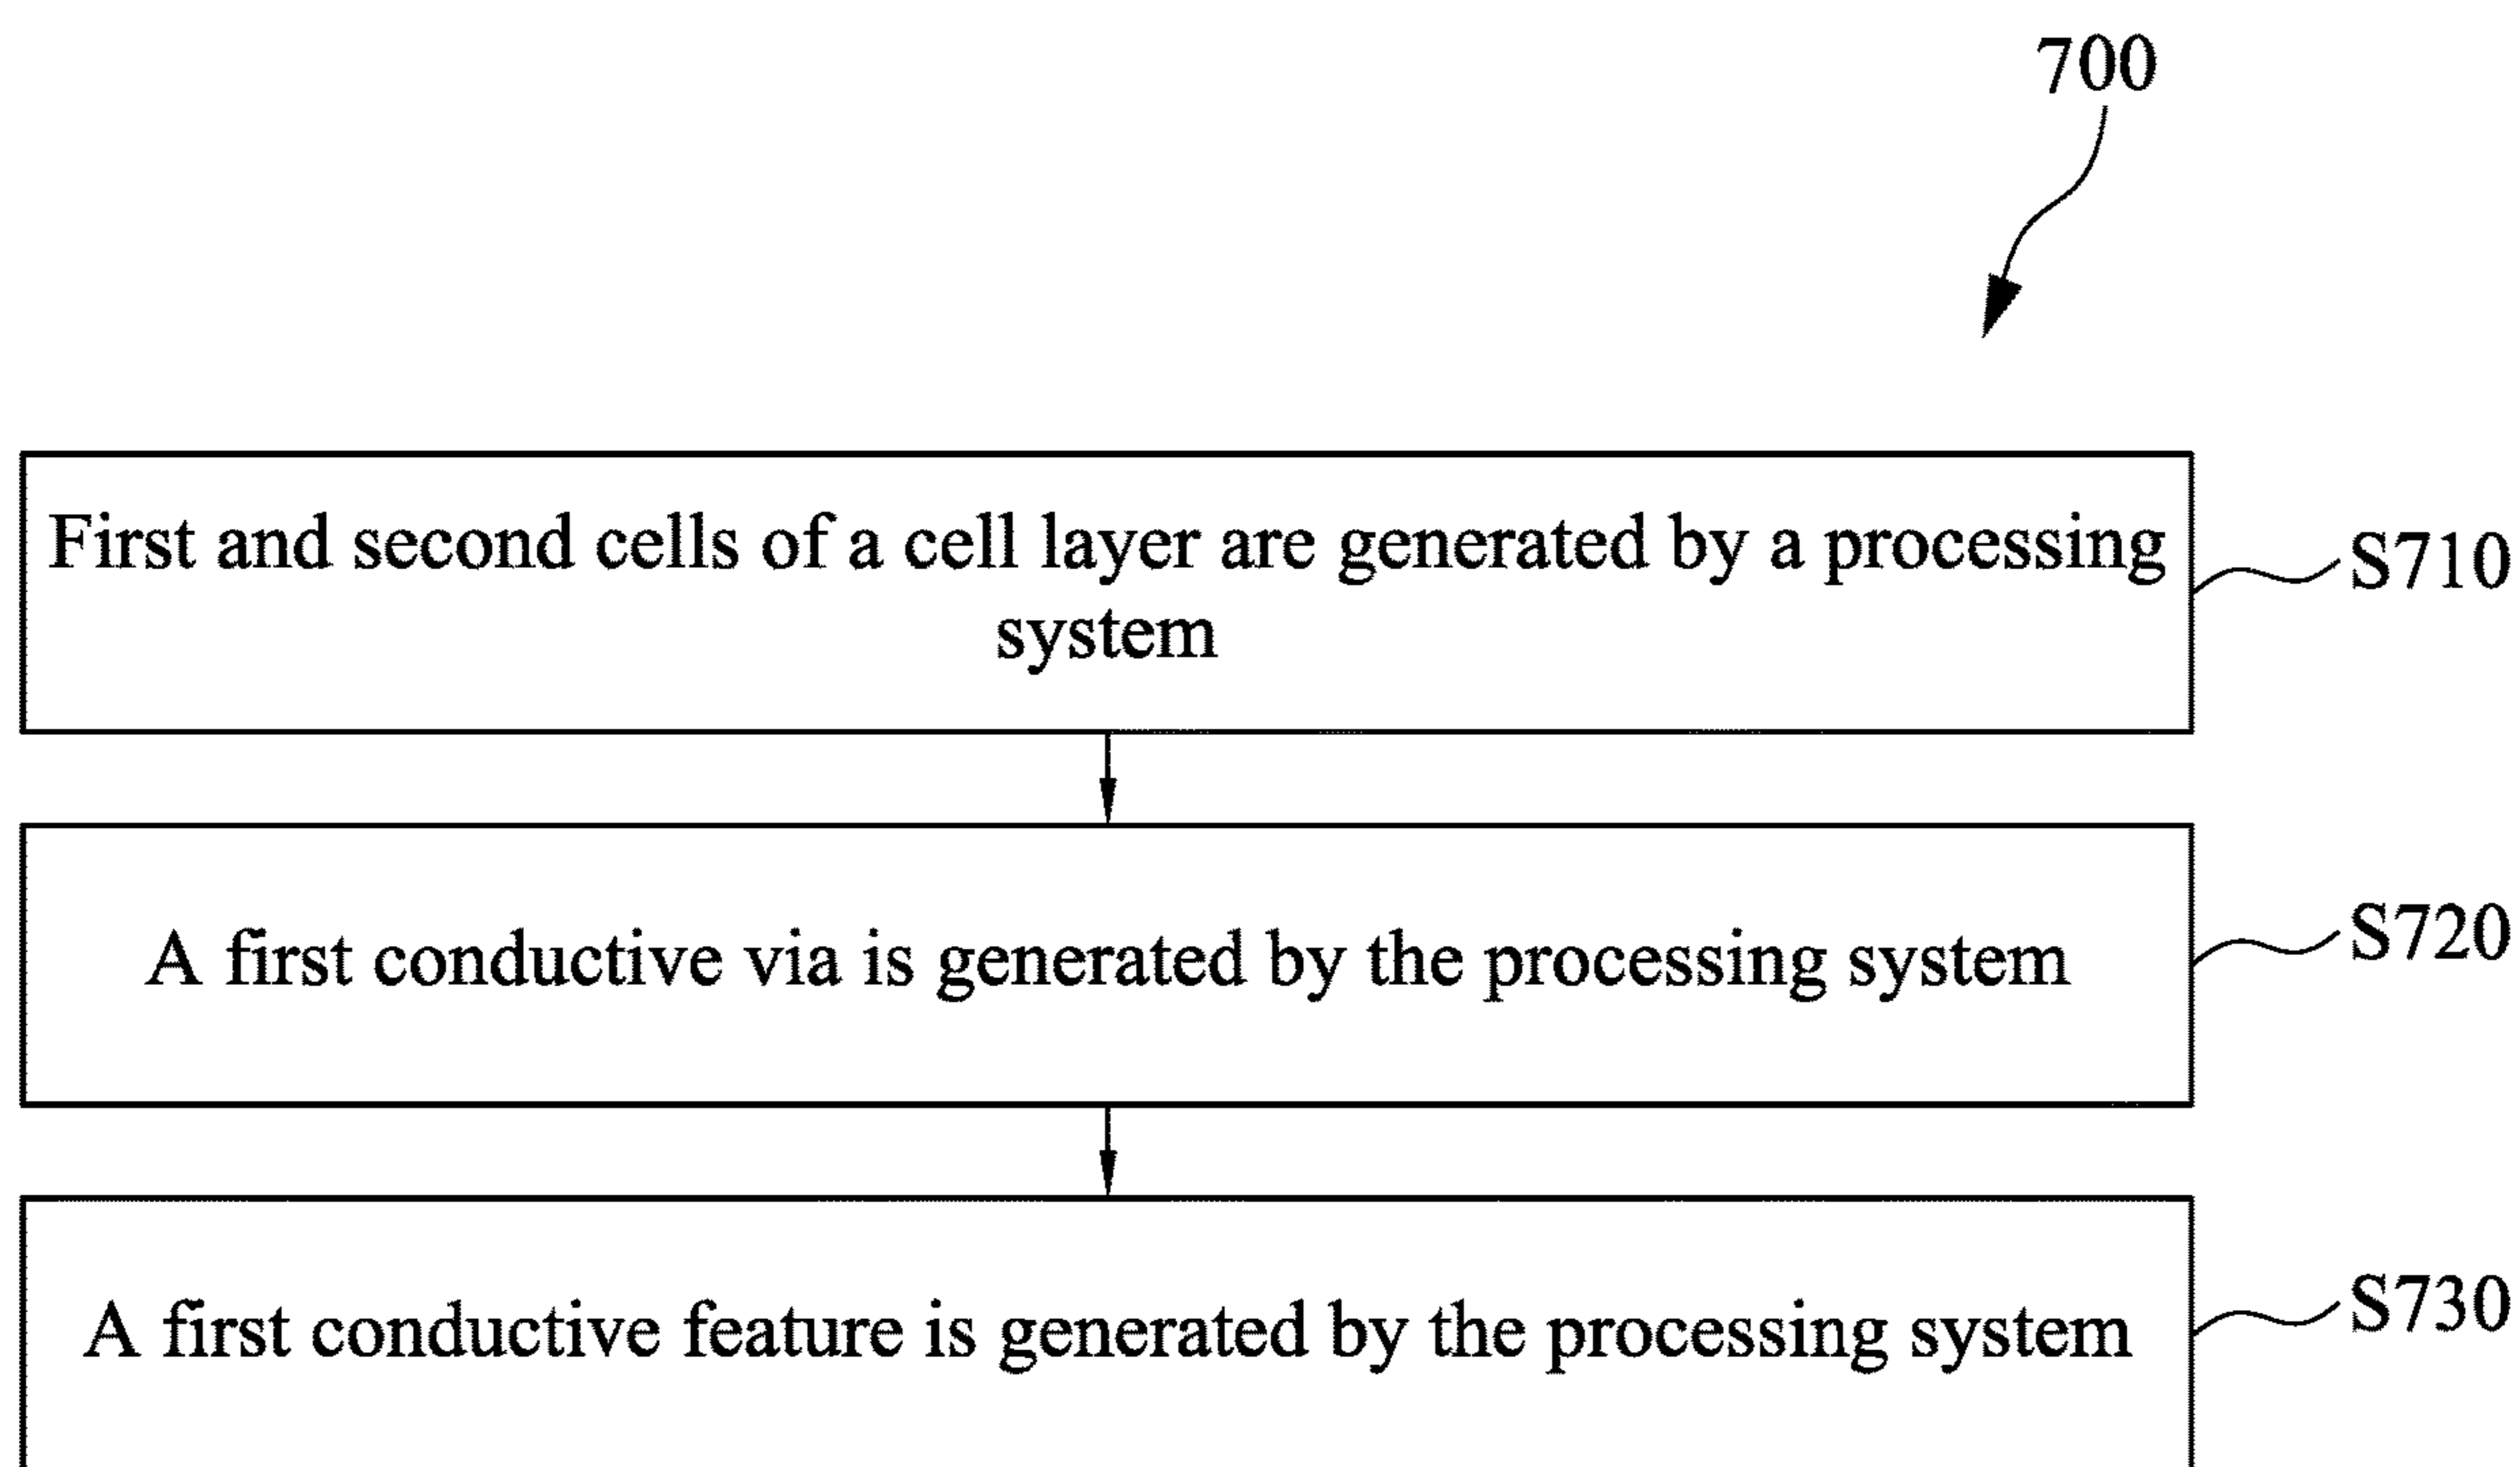 700
First and second cells of a cell layer are generated by a processing
system
S710
A first conductive via is generated by the processing system
S720
A first conductive feature is generated by the processing system
S730